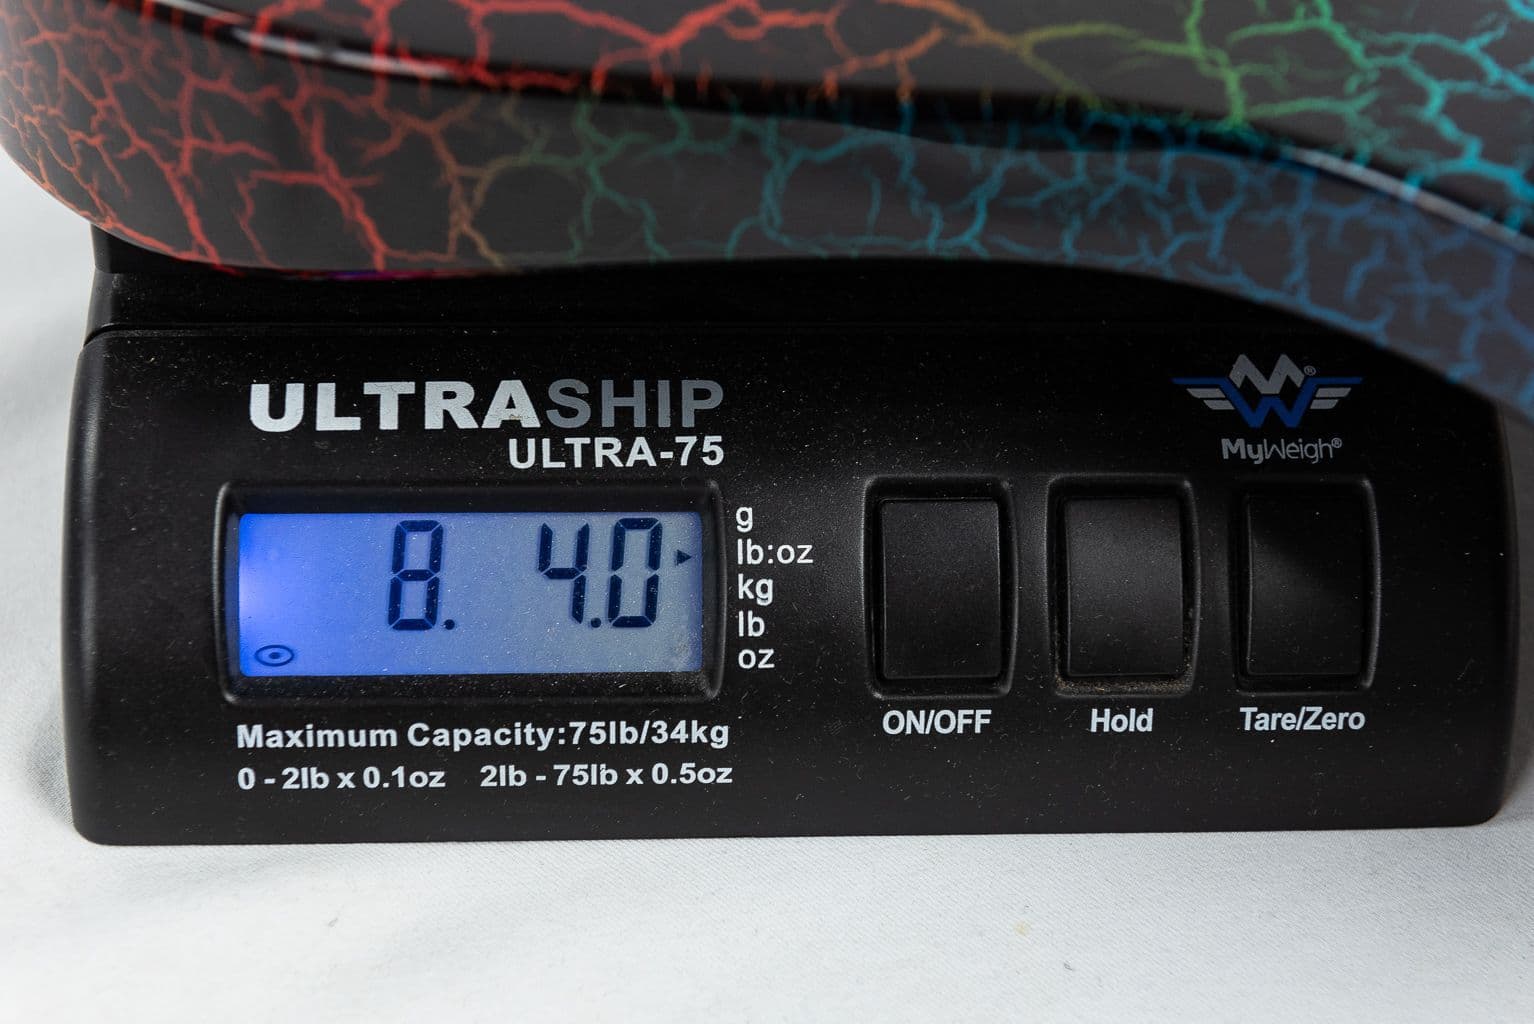 ULTRASHIP
ULTRA-75
MyWeigh®
8. 4.0
g
lb:oz
kg
lb
oz
Maximum Capacity:75lb/34kg
0 - 2lb x 0.1oz 2lb - 75lb x 0.5oz
ON/OFF
Hold
Tare/Zero